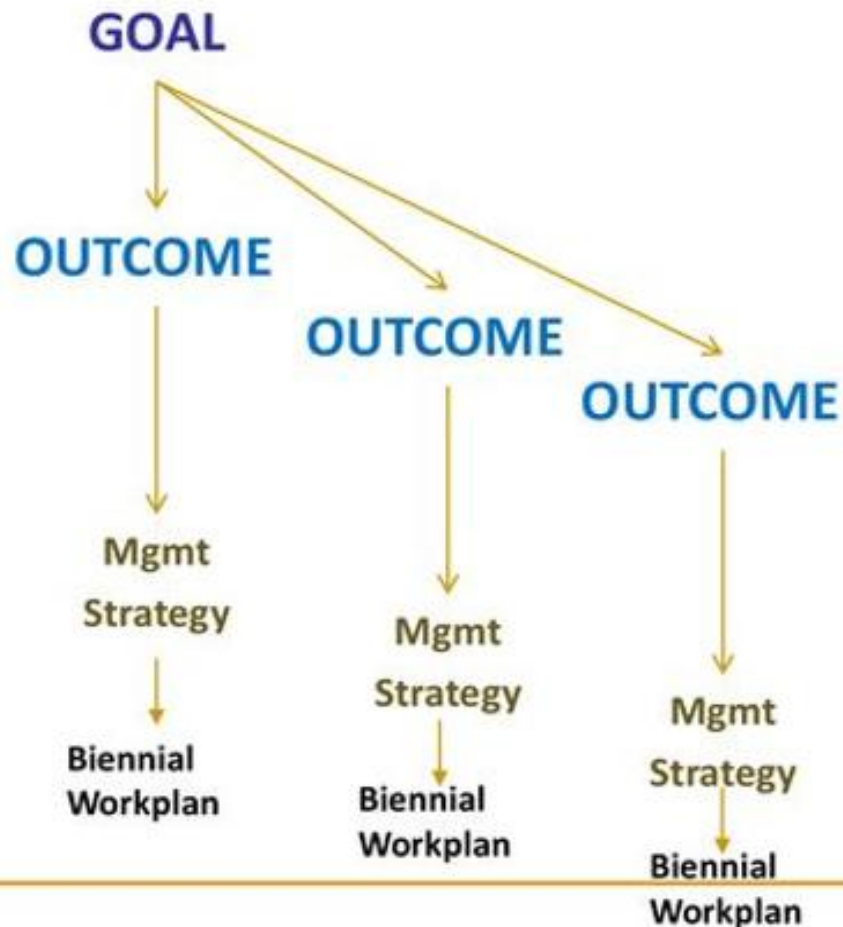 GOAL
OUTCOME
OUTCOME
OUTCOME
Mgmt
Strategy
Mgmt
Strategy
Mgmt
Strategy
Biennial
Workplan
Biennial
Workplan
Biennial
Workplan